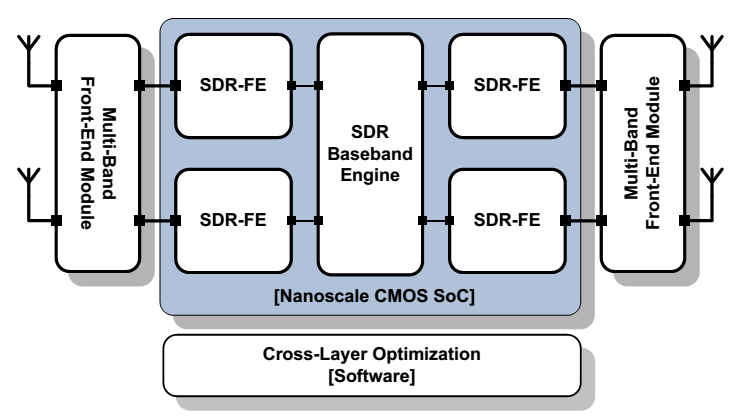 Multi-Band
Front-End Module
SDR-FE
SDR-FE
SDR
Baseband
Engine
SDR-FE
SDR-FE
Multi-Band
Front-End Module
[Nanoscale CMOS SoC]
Cross-Layer Optimization
[Software]